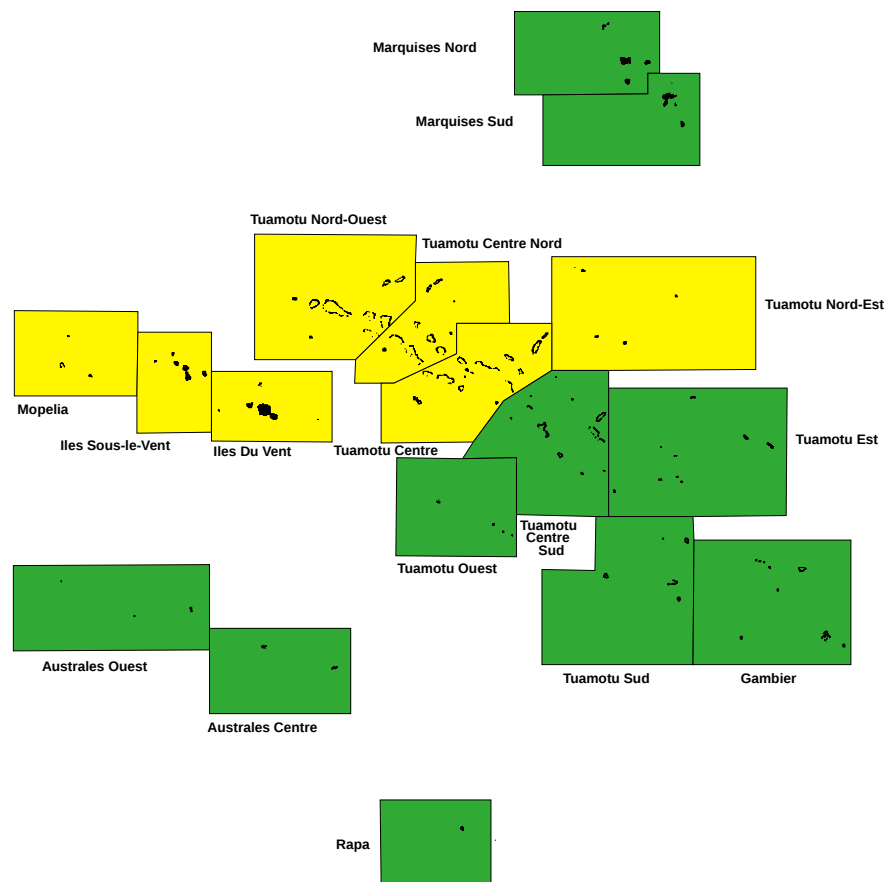 Marquises Nord
Marquises Sud
Tuamotu Nord-Ouest
Tuamotu Centre Nord
Tuamotu Nord-Est
Mopelia
Iles Sous-le-Vent
Iles Du Vent
Tuamotu Centre
Tuamotu Est
Tuamotu
Centre
Sud
Tuamotu Ouest
Australes Ouest
Tuamotu Sud
Gambier
Australes Centre
Rapa